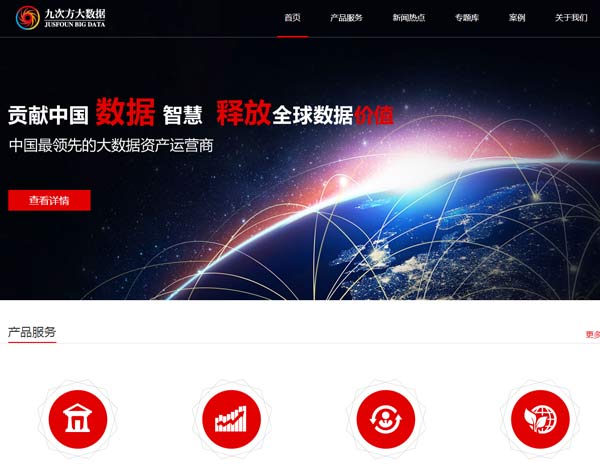 九次方大数据
JUSFOUN BIG DATA
首页 产品服务 新闻热点 专题库 案例 关于我们
贡献中国 数据 智慧 释放全球数据价值
中国最领先的大数据资产运营商
查看详情
产品服务
更多